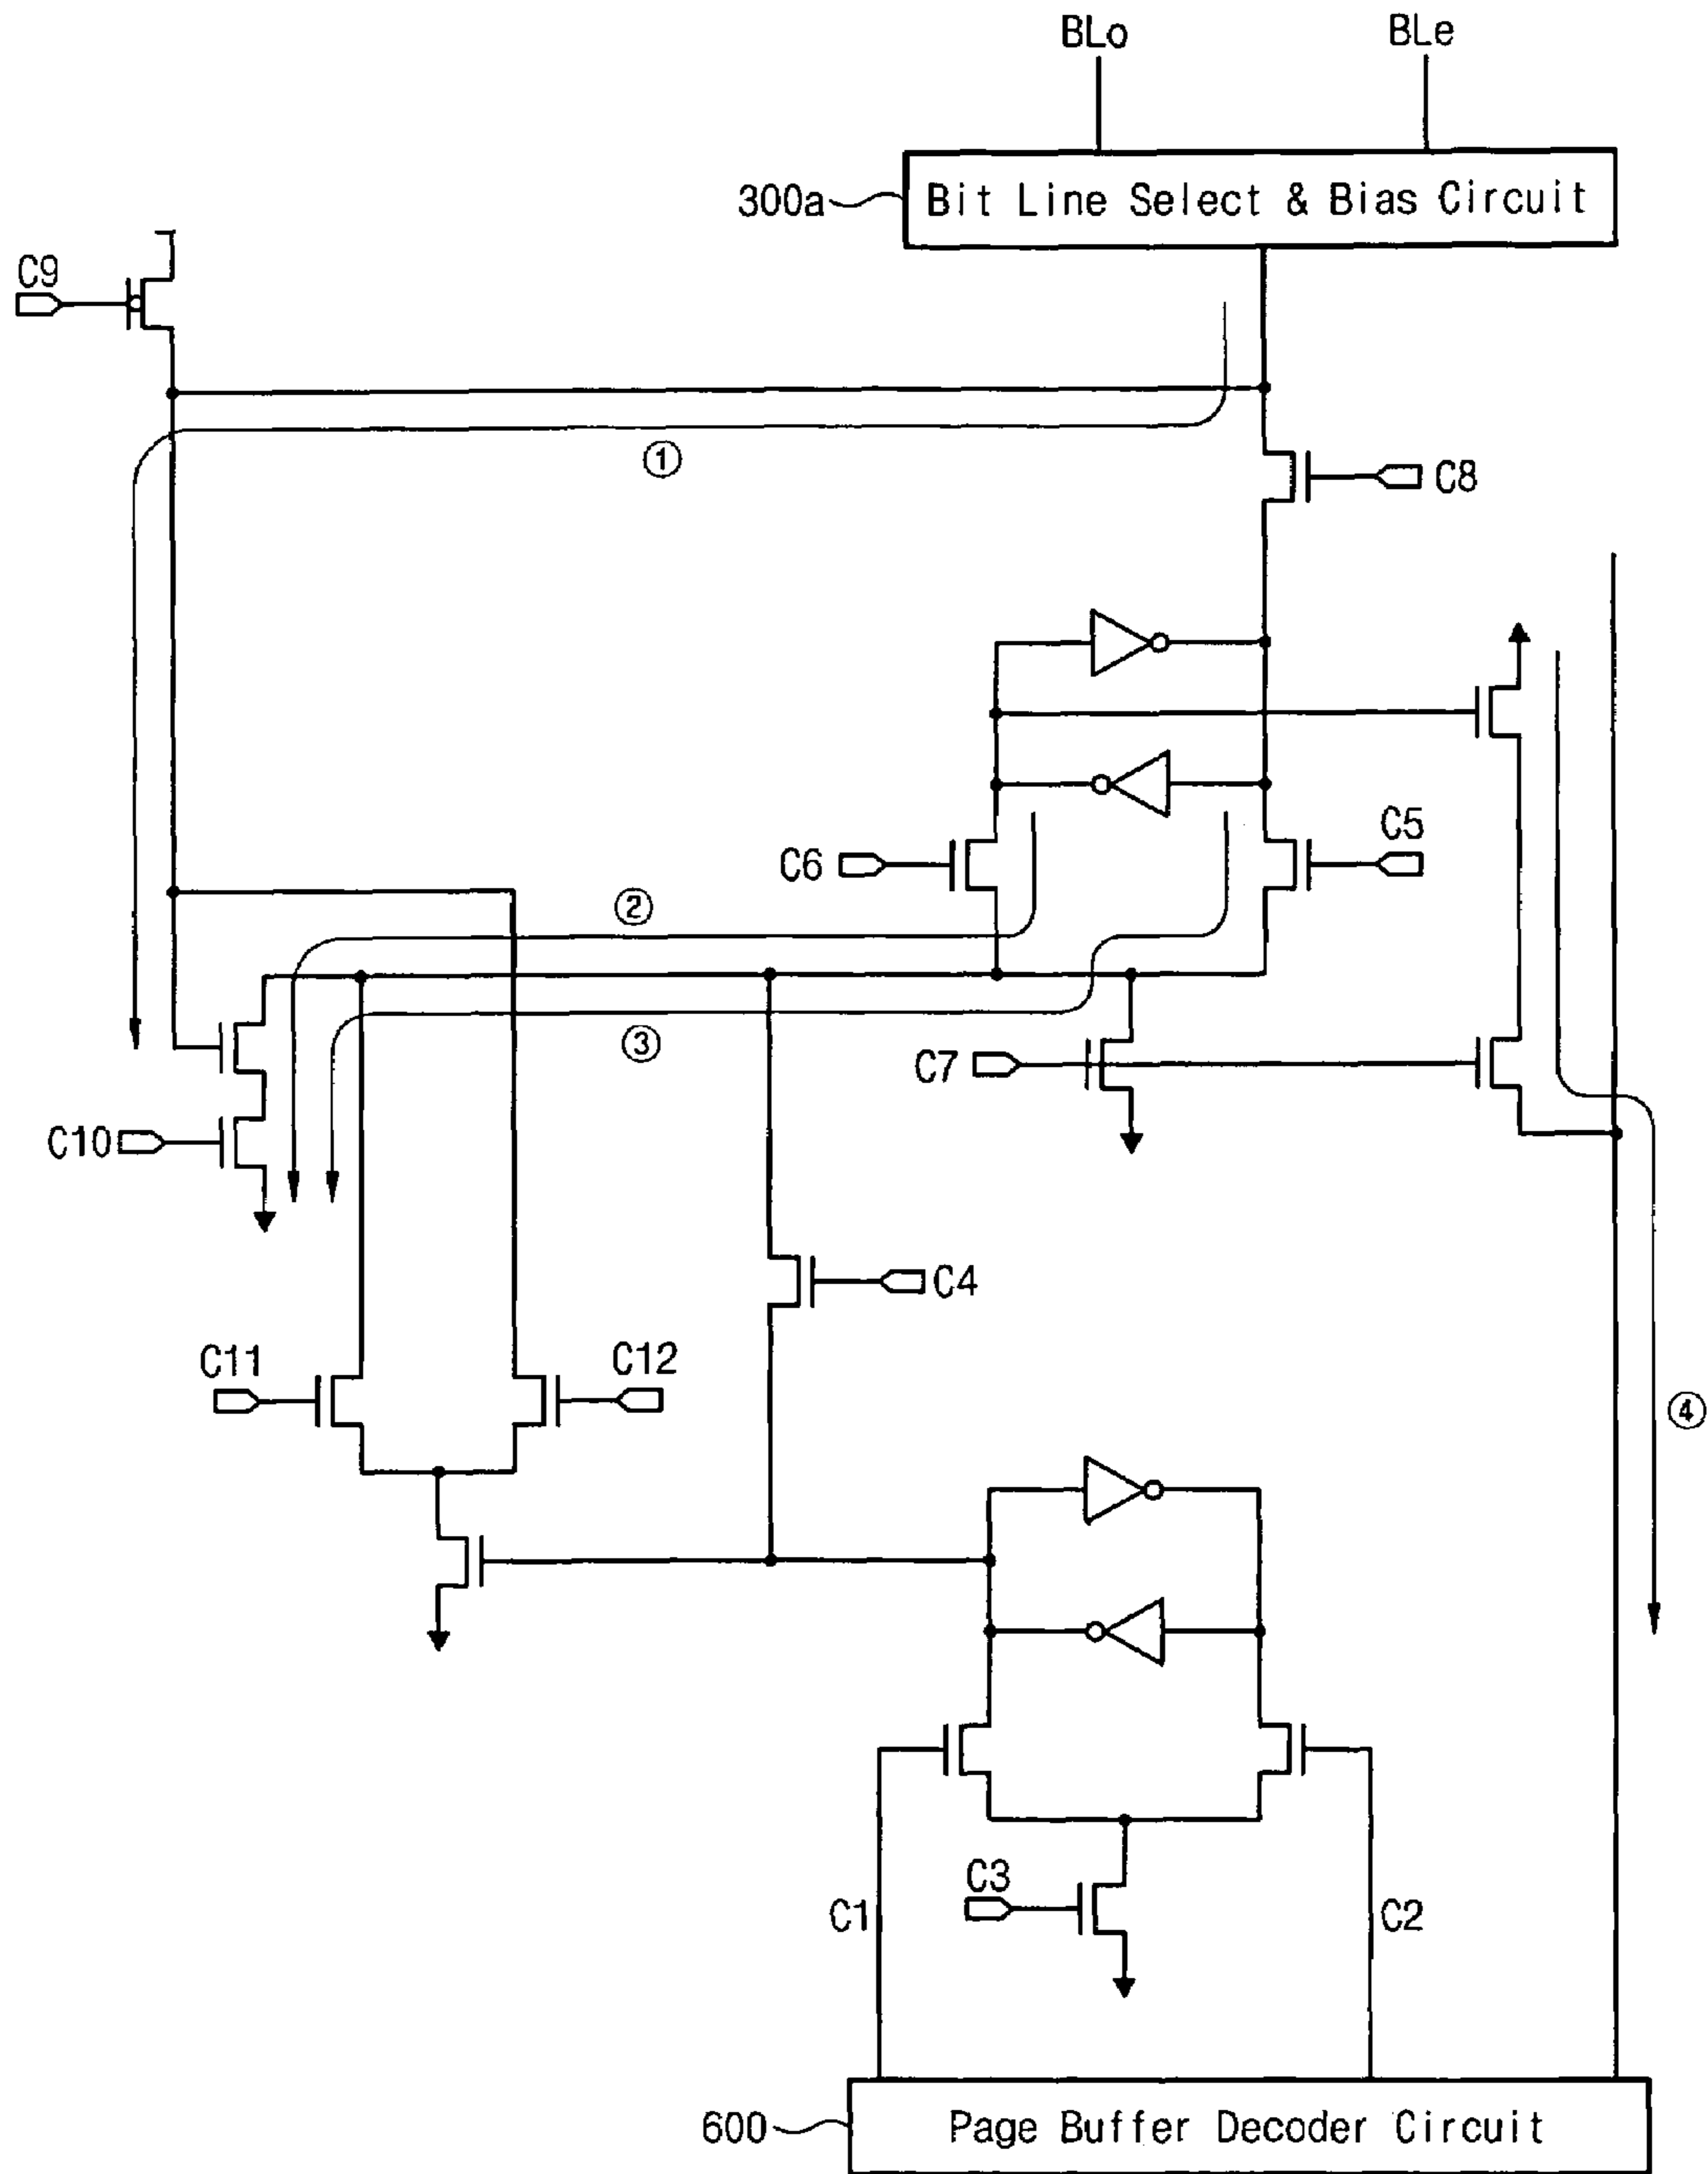 BLo
BLe
300a
Bit Line Select & Bias Circuit
C9
①
C8
C5
C6
②
③
C7
C10
C4
C11
C12
④
C3
C1
C2
600
Page Buffer Decoder Circuit